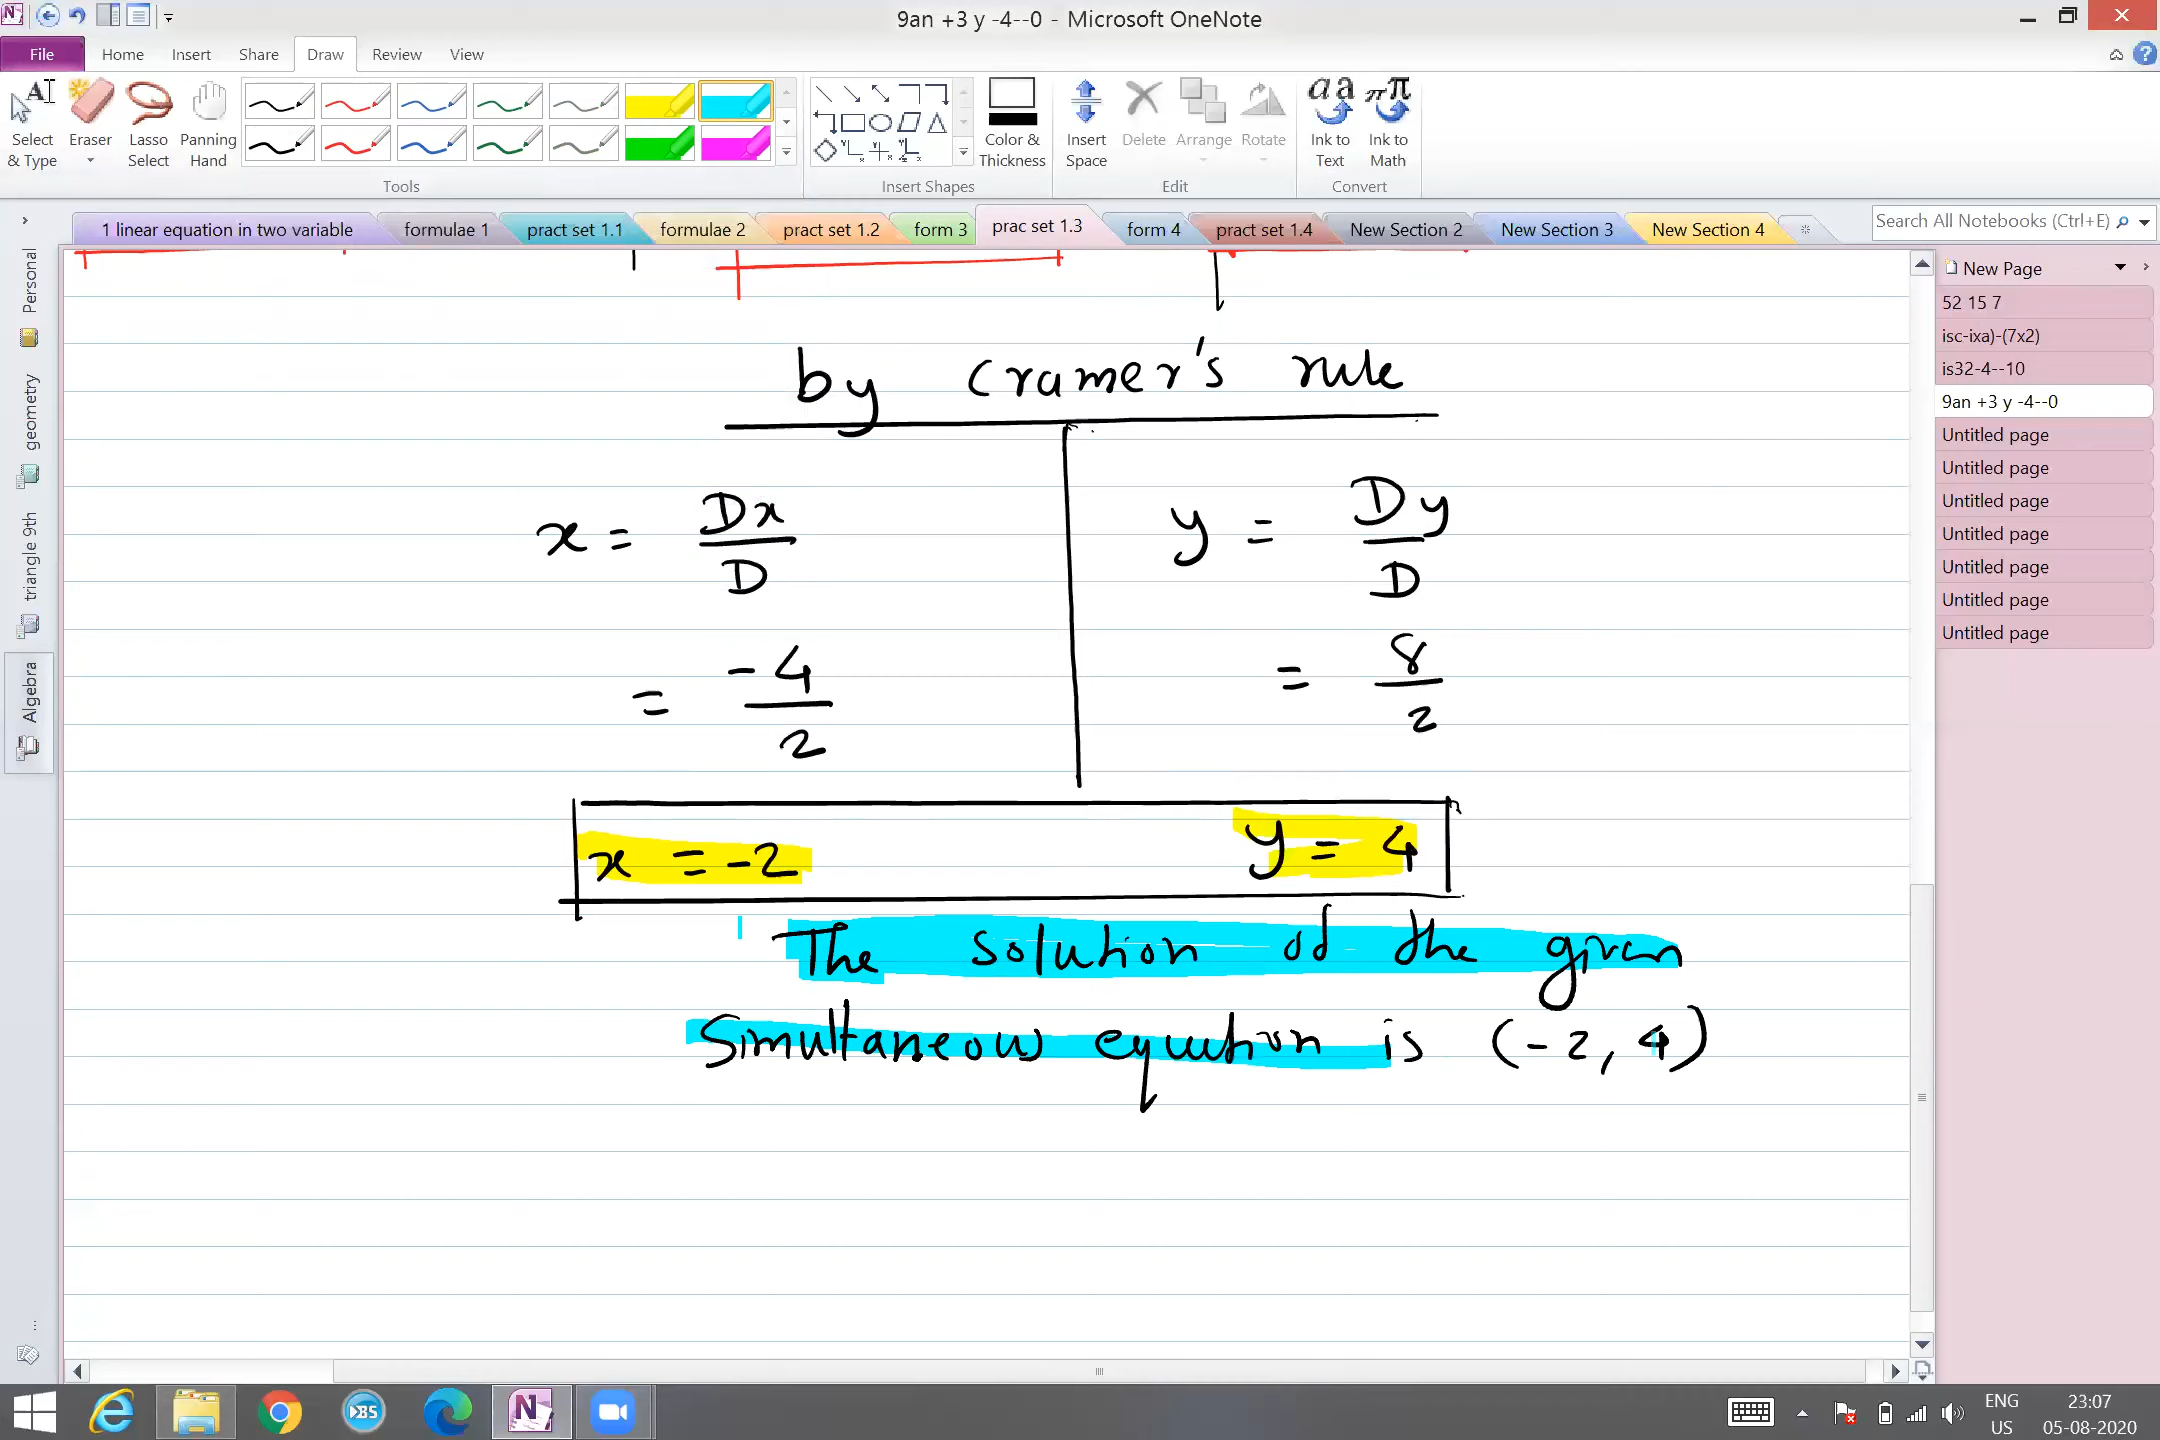 9an +3 y -4--0 - Microsoft OneNote
File Home Insert Share Draw Review View
Select & Type
Eraser
Lasso Select
Panning Hand
Color & Thickness
Insert Space
Delete
Arrange
Rotate
Ink to Text
Ink to Math
Tools
Insert Shapes
Edit
Convert
1 linear equation in two variable formulae 1 pract set 1.1 formulae 2 pract set 1.2 form 3 prac set 1.3 form 4 pract set 1.4 New Section 2 New Section 3 New Section 4
Search All Notebooks (Ctrl+E)
Personal
geometry
triangle 9th
Algebra
New Page
52 15 7
isc-ixa)-(7x2)
is32-4--10
9an +3 y -4--0
Untitled page
Untitled page
Untitled page
Untitled page
Untitled page
Untitled page
Untitled page
by Cramer's rule
x = Dx / D
y = Dy / D
= -4 / 2
= 8 / 2
x = -2 y = 4
The solution od the given
Simultaneous equation is (-2, 4)
ENG
US
23:07
05-08-2020